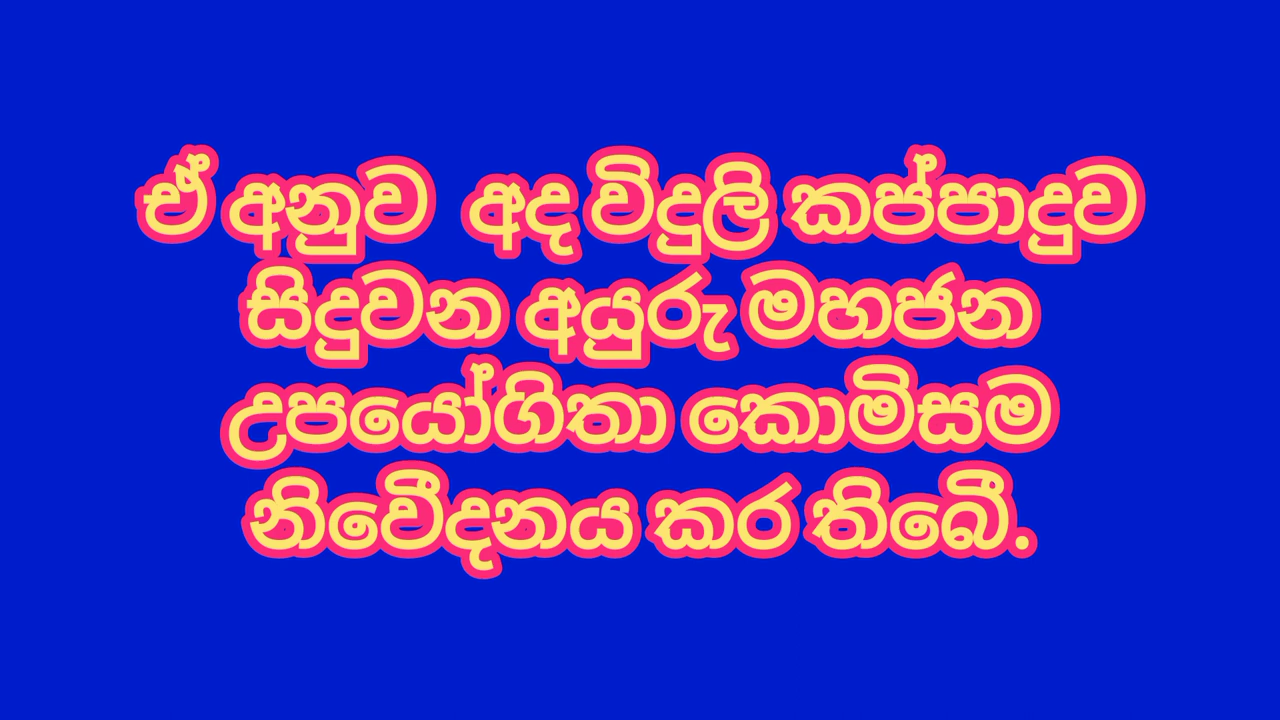 ඒ අනුව  අද විදුලි කප්පාදුව
සිදුවන අයුරු මහජන
උපයෝගිතා කොමිසම
නිවේදනය කර තිබේ.